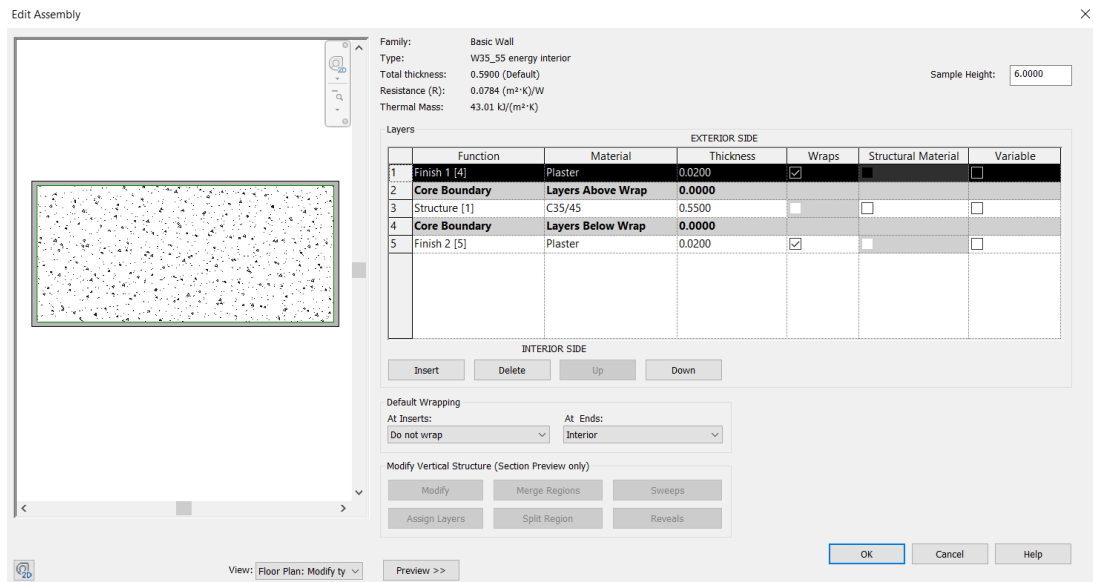 Edit Assembly
Family: Basic Wall
Type: W35_55 energy interior
Total thickness: 0.5900 (Default)
Resistance (R): 0.0784 (m²·K)/W
Thermal Mass: 43.01 kJ/(m²·K)
Sample Height: 6.0000
2D
Layers
EXTERIOR SIDE
Function Material Thickness Wraps Structural Material Variable
1 Finish 1 [4] Plaster 0.0200
2 Core Boundary Layers Above Wrap 0.0000
3 Structure [1] C35/45 0.5500
4 Core Boundary Layers Below Wrap 0.0000
5 Finish 2 [5] Plaster 0.0200
INTERIOR SIDE
Insert Delete Up Down
Default Wrapping
At Inserts: At Ends:
Do not wrap Interior
Modify Vertical Structure (Section Preview only)
Modify Merge Regions Sweeps
Assign Layers Split Region Reveals
OK Cancel Help
2D View: Floor Plan: Modify ty Preview >>